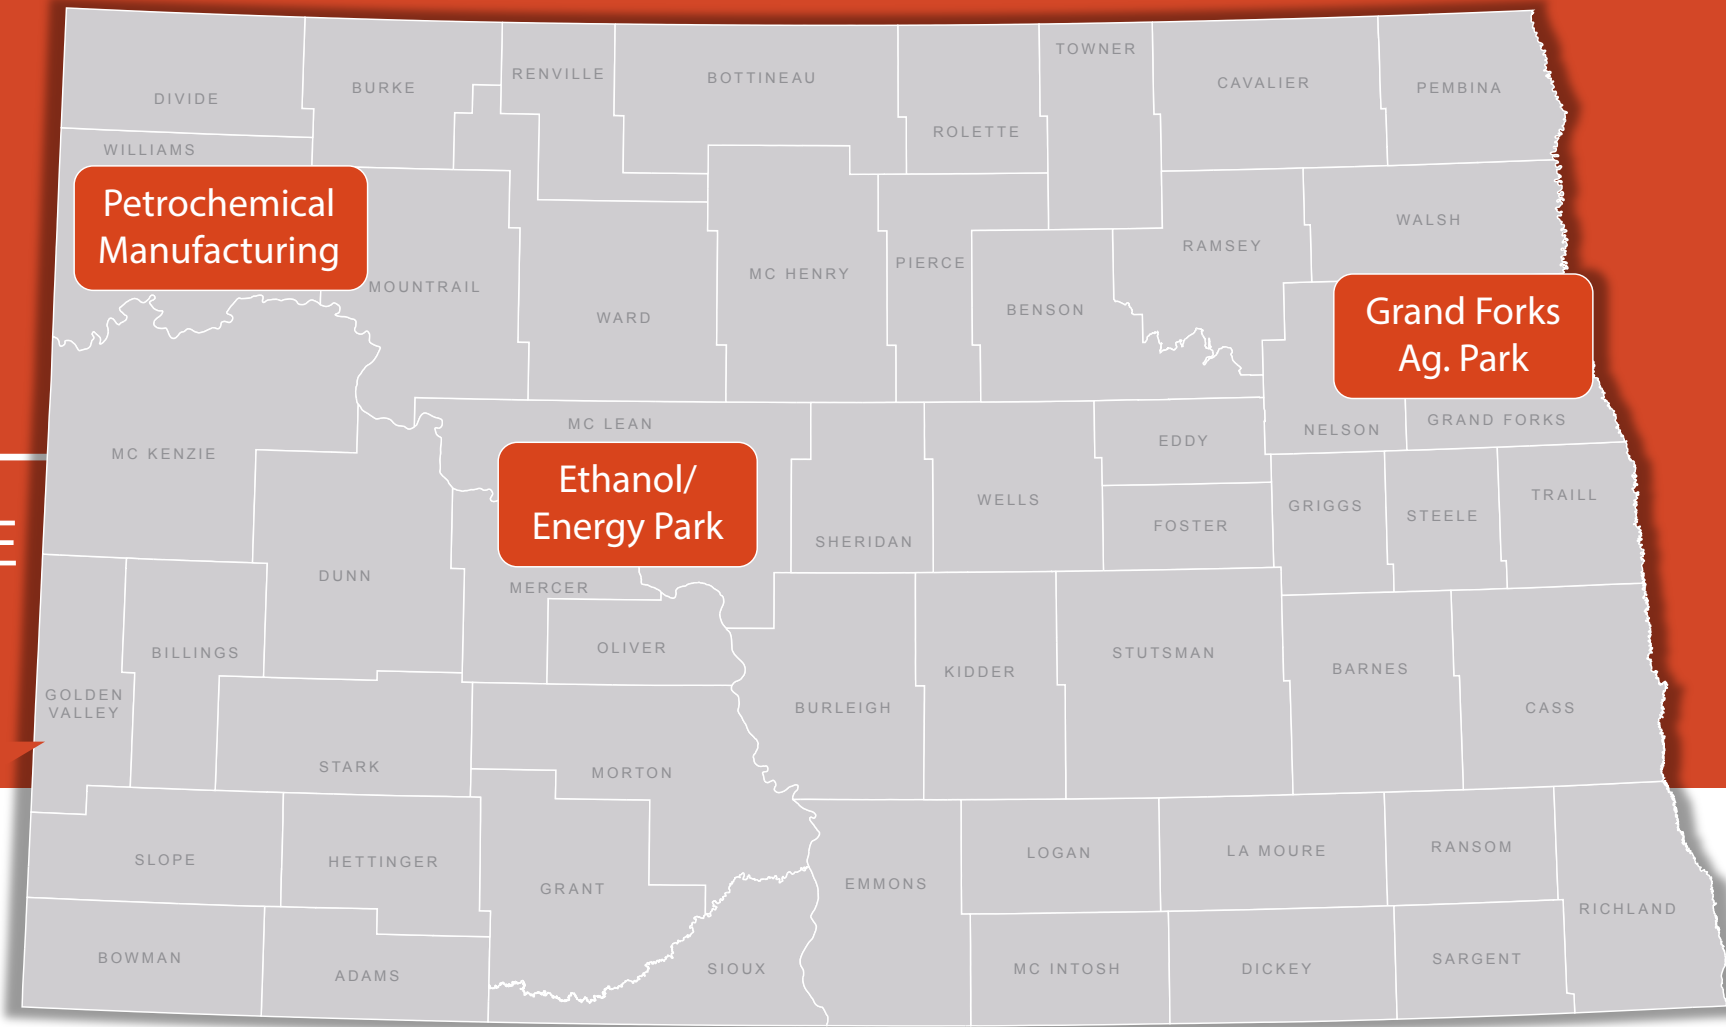 TOWNER
RENVILLE
BOTTINEAU
BURKE
CAVALIER
PEMBINA
DIVIDE
ROLETTE
WILLIAMS
Petrochemical
Manufacturing
WALSH
RAMSEY
PIERCE
MC HENRY
MOUNTRAIL
BENSON
WARD
Grand Forks
Ag. Park
MC LEAN
GRAND FORKS
NELSON
EDDY
MC KENZIE
Ethanol/
Energy Park
WELLS
TRAILL
GRIGGS
STEELE
FOSTER
SHERIDAN
E
DUNN
MERCER
OLIVER
BILLINGS
STUTSMAN
BARNES
KIDDER
GOLDEN
VALLEY
BURLEIGH
CASS
STARK
MORTON
SLOPE
HETTINGER
LOGAN
LA MOURE
RANSOM
GRANT
EMMONS
RICHLAND
BOWMAN
ADAMS
SIOUX
MC INTOSH
DICKEY
SARGENT